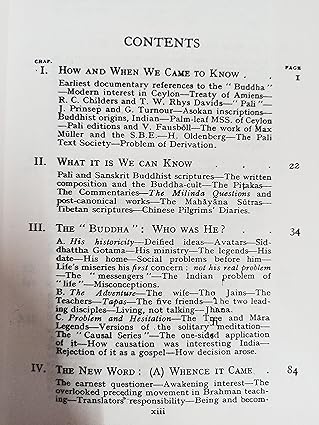 CONTENTS
CHAP. PAGE
I. HOW AND WHEN WE CAME TO KNOW . 1
Earliest documentary references to the "Buddha"
—Modern interest in Ceylon—Treaty of Amiens—
R. C. Childers and T. W. Rhys Davids—"Pali"—
J. Prinsep and G. Turnour—Asokan inscriptions—
Buddhist origins, Indian—Palm-leaf MSS. of Ceylon
—Pali editions and V. Fausböll—The work of Max
Müller and the S.B.E.—H. Oldenberg—The Pali
Text Society—Problem of Derivation.
II. WHAT IT IS WE CAN KNOW . . 22
Pali and Sanskrit Buddhist scriptures—The written
composition and the Buddha-cult—The Piṭakas—
The Commentaries—The Milinda Questions and
post-canonical works—The Mahāyāna Sūtras—
Tibetan scriptures—Chinese Pilgrims' Diaries.
III. THE "BUDDHA": WHO WAS HE? . 34
A. His historicity—Deified ideas—Avatars—Sid-
dhattha Gotama—His ministry—The legends—His
date—His home—Social problems before him—
Life's miseries his first concern: not his real problem
—The "messengers"—The Indian problem of
"life"—Misconceptions.
B. The Adventure—The wife—The Jains—The
Teachers—Tapas—The five friends—The two lead-
ing disciples—Living, not talking—Jhāna.
C. Problem and Hesitation—The Tree and Māra
Legends—Versions of the solitary meditation—
The "Causal Series"—The one-sided application
of it—How causation was interesting India—
Rejection of it as a gospel—How decision arose.
IV. THE NEW WORD: (A) WHENCE IT CAME . 84
The earnest questioner—Awakening interest—The
overlooked preceding movement in Brahman teach-
ing—Translators' responsibility—Being and becom-
xiii